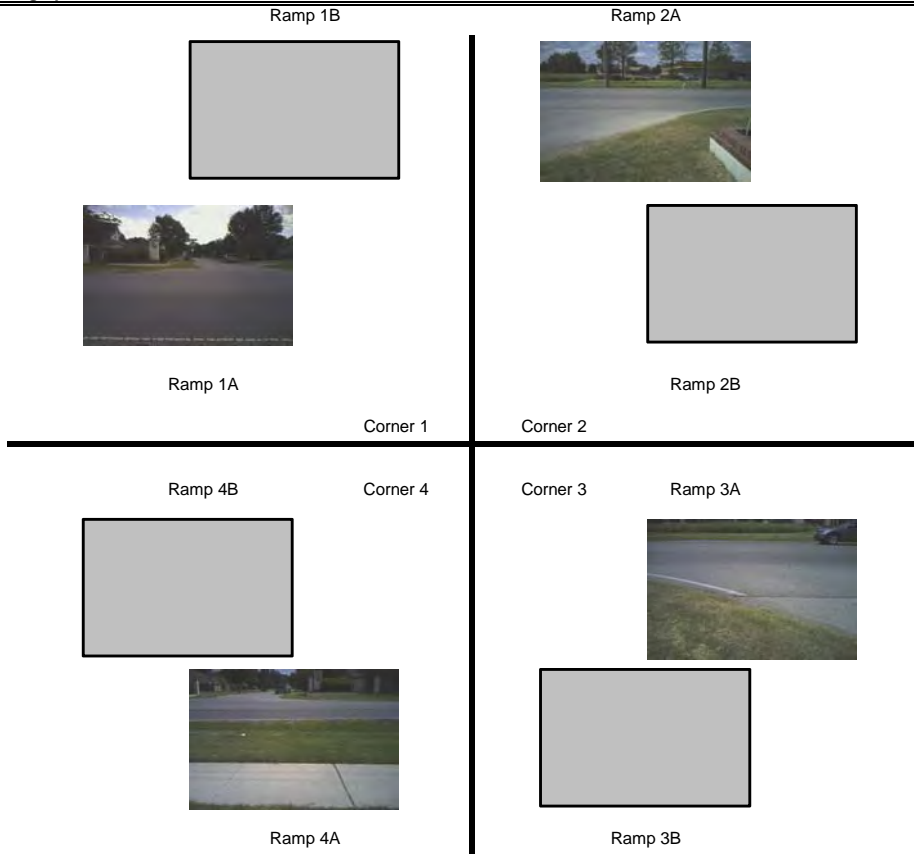 Ramp 1B
Ramp 2A
Ramp 1A
Ramp 2B
Corner 1
Corner 2
Ramp 4B
Corner 4
Corner 3
Ramp 3A
Ramp 4A
Ramp 3B